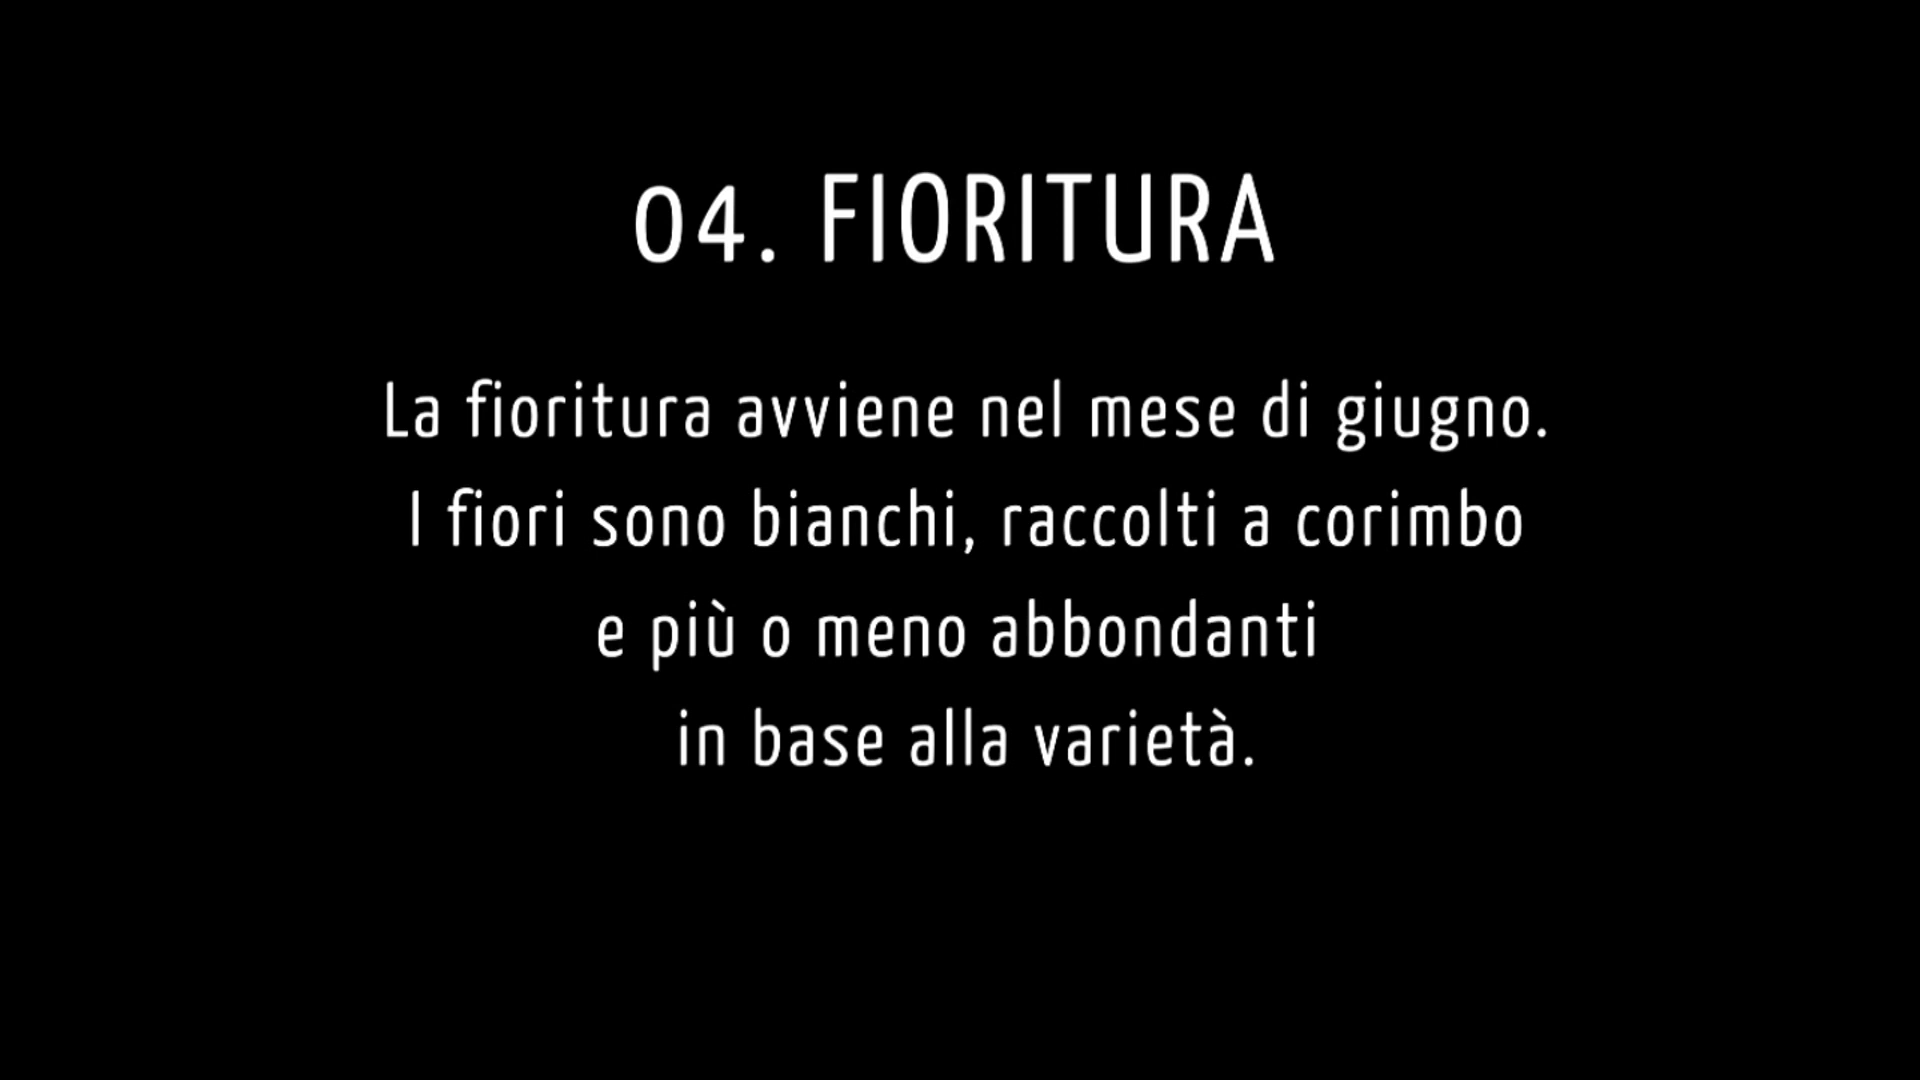 04. FIORITURA
La fioritura avviene nel mese di giugno.
I fiori sono bianchi, raccolti a corimbo
e più o meno abbondanti
in base alla varietà.